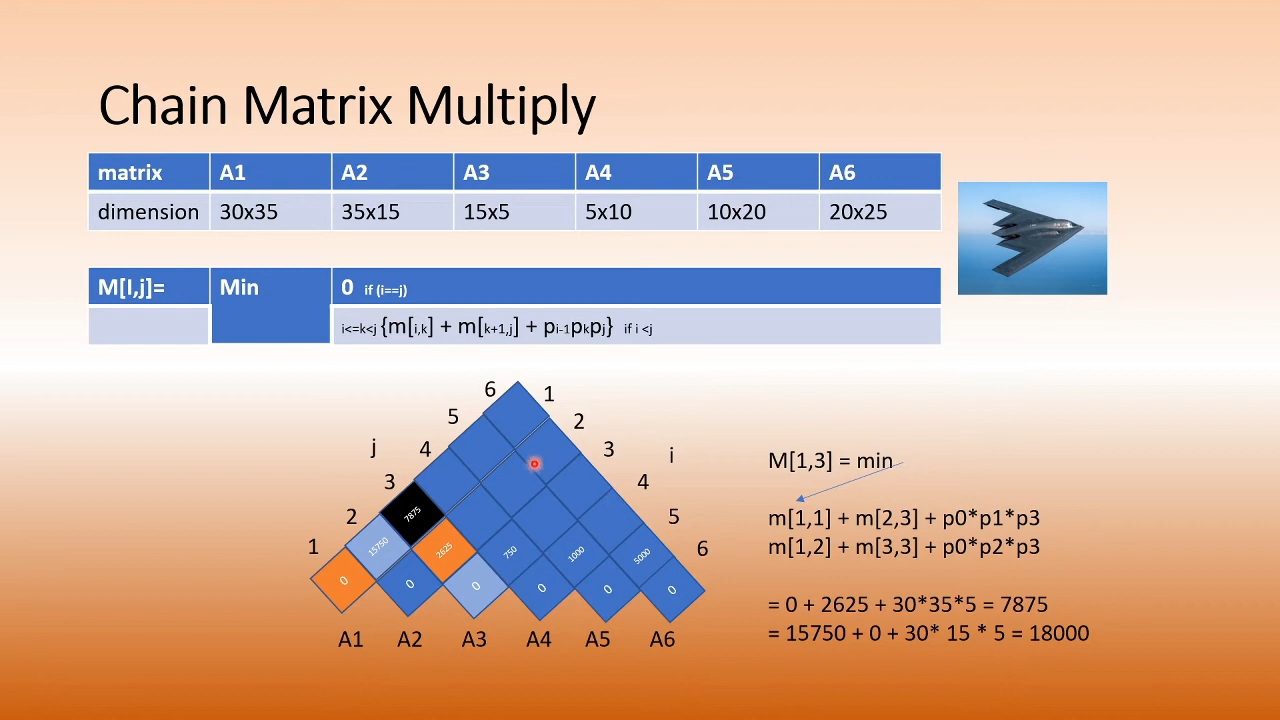 Chain Matrix Multiply
matrix A1 A2 A3 A4 A5 A6
dimension 30x35 35x15 15x5 5x10 10x20 20x25
M[I,j]= Min 0 if (i==j)
i<=k<j {m[i,k] + m[k+1,j] + pi-1pkpj} if i <j
6 1
5 2
j 4 3 i
3 4
2 7875 5
1 15750 2625 750 1000 5000 6
0 0 0 0 0 0
A1 A2 A3 A4 A5 A6
M[1,3] = min
m[1,1] + m[2,3] + p0*p1*p3
m[1,2] + m[3,3] + p0*p2*p3
= 0 + 2625 + 30*35*5 = 7875
= 15750 + 0 + 30* 15 * 5 = 18000